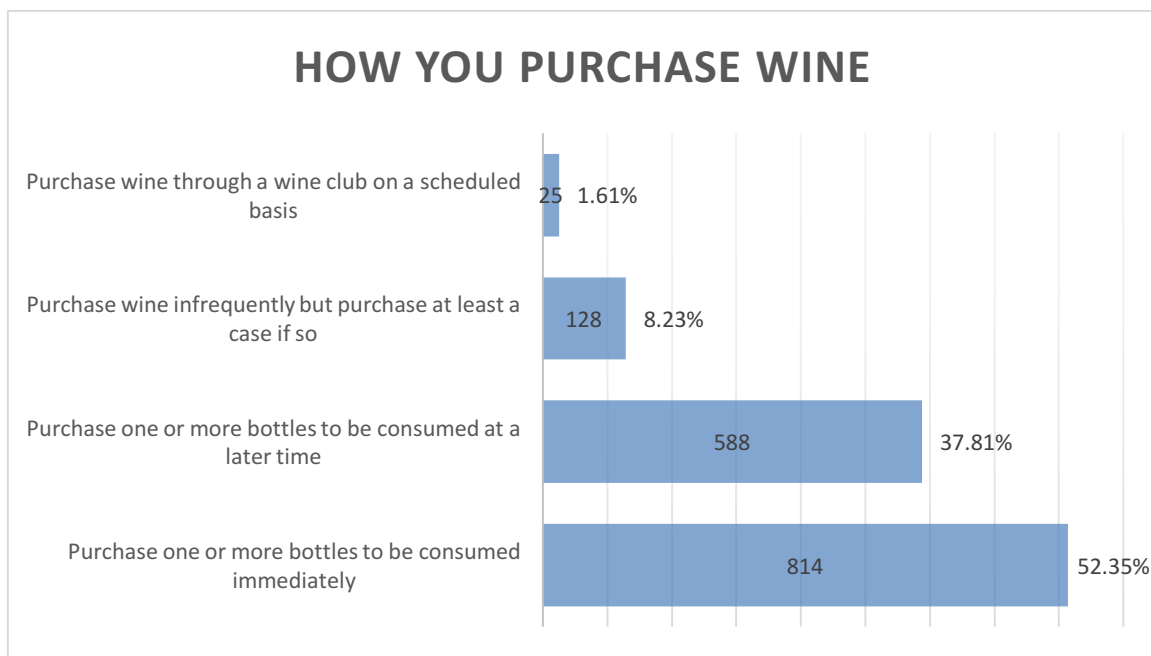 HOW YOU PURCHASE WINE
Purchase wine through a wine club on a scheduled
basis
25 1.61%
Purchase wine infrequently but purchase at least a
case if so
128 8.23%
Purchase one or more bottles to be consumed at a
later time
588 37.81%
Purchase one or more bottles to be consumed
immediately
814 52.35%